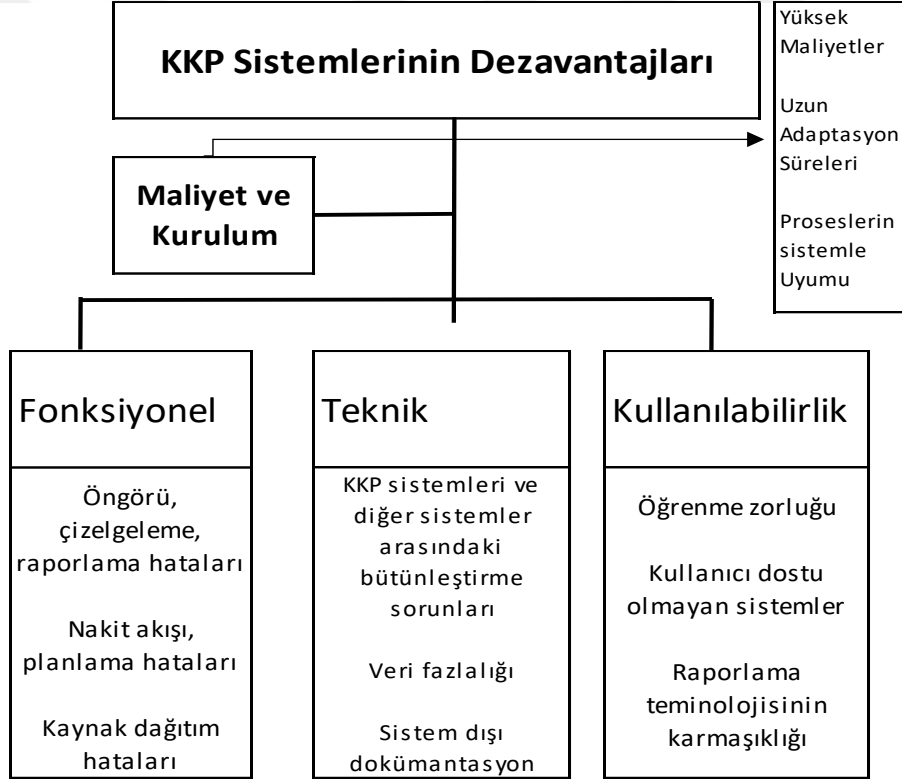 KKP Sistemlerinin Dezavantajları
Yüksek
Maliyetler
Uzun
Adaptasyon
Süreleri
Proseslerin
sistemle
Uyumu
Maliyet ve
Kurulum
Fonksiyonel
Öngörü,
çizelgeleme,
raporlama hataları
Nakit akışı,
planlama hataları
Kaynak dağıtım
hataları
Teknik
KKP sistemleri ve
diğer sistemler
arasındaki
bütünleştirme
sorunları
Veri fazlalığı
Sistem dışı
dokümantasyon
Kullanılabilirlik
Öğrenme zorluğu
Kullanıcı dostu
olmayan sistemler
Raporlama
teminolojisinin
karmaşıklığı